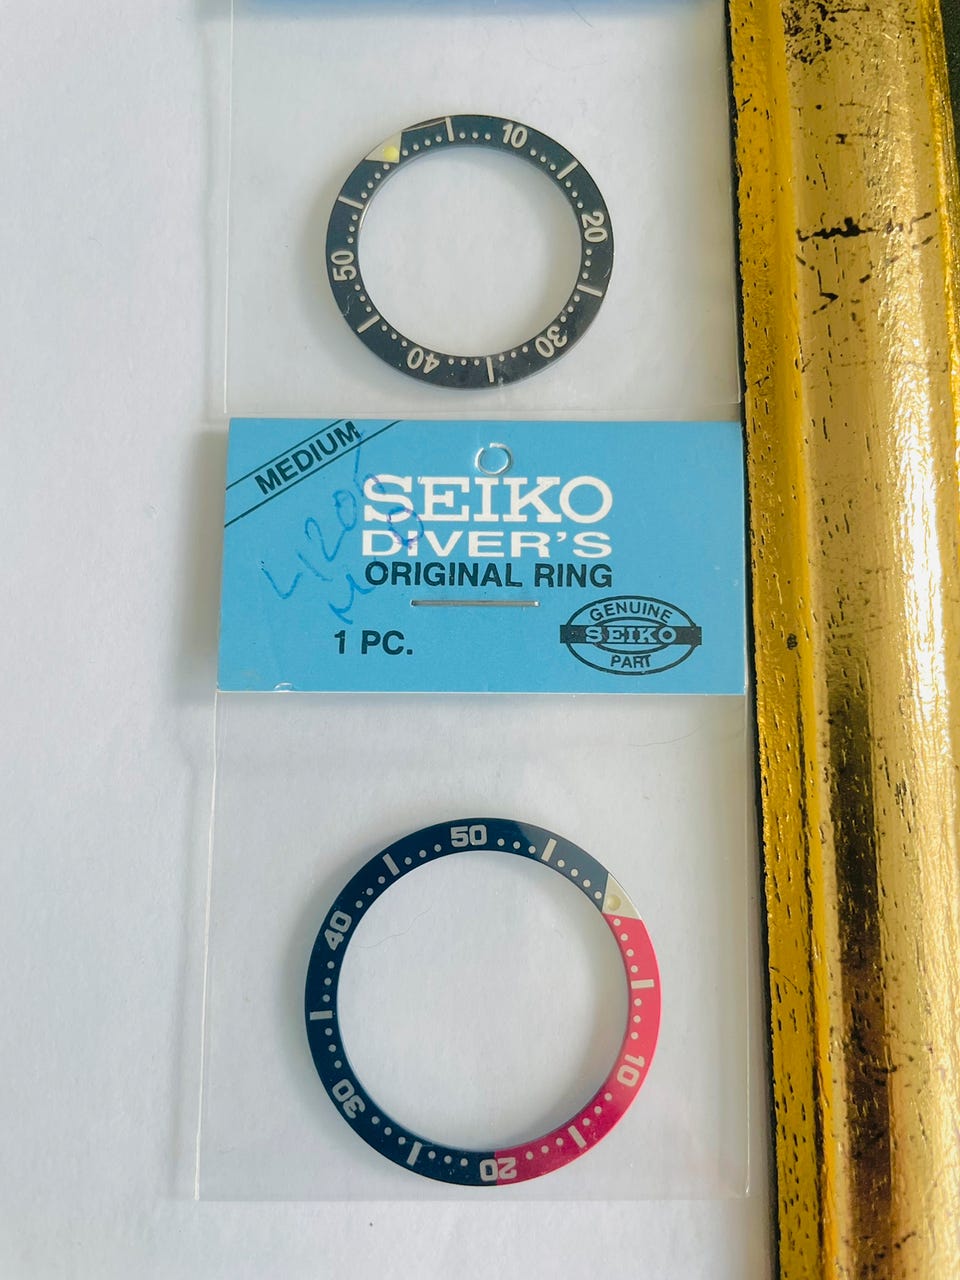 10
20
30
40
50
MEDIUM
SEIKO
DIVER'S
ORIGINAL RING
1 PC.
GENUINE
SEIKO
PART
4205
50
10
20
30
40